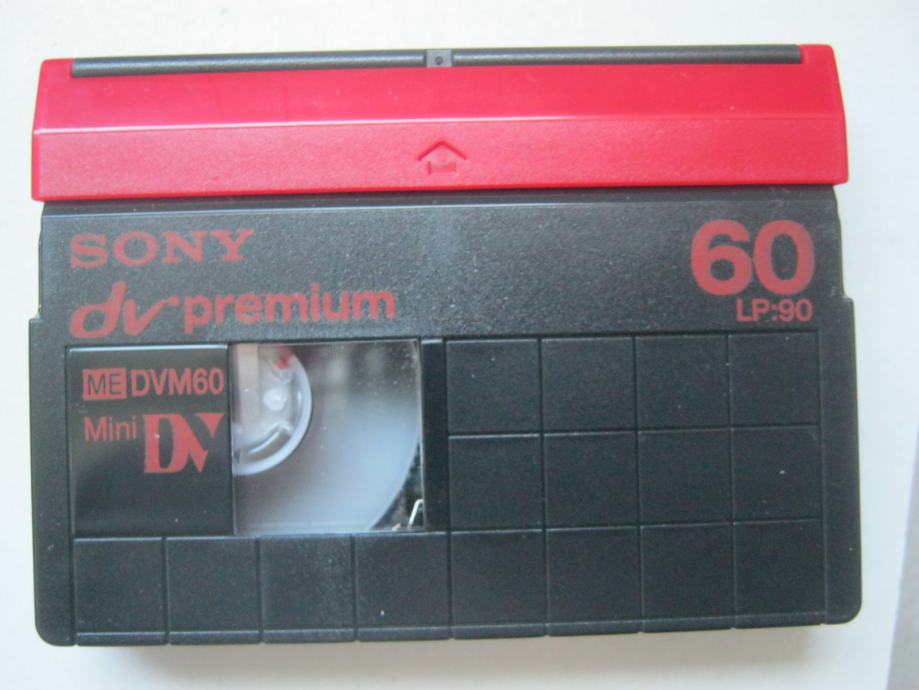 SONY
60
dv premium
LP:90
ME DVM60
Mini DV